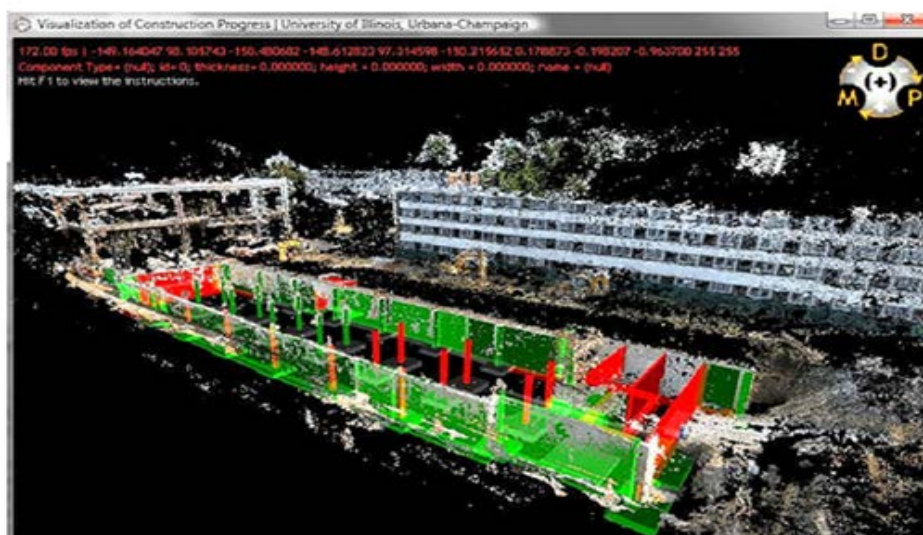 Visualization of Construction Progress | University of Illinois, Urbana-Champaign
172.00 fps | -149.164047 98.105743 -150.480682 -148.612823 97.314598 -150.215652 0.178873 -0.198207 -0.963700 255 255
Component Type= (null); id= 0; thickness= 0.000000; height = 0.000000; width = 0.000000; name = (null)
Hit F1 to view the instructions.
D
(+)
M P